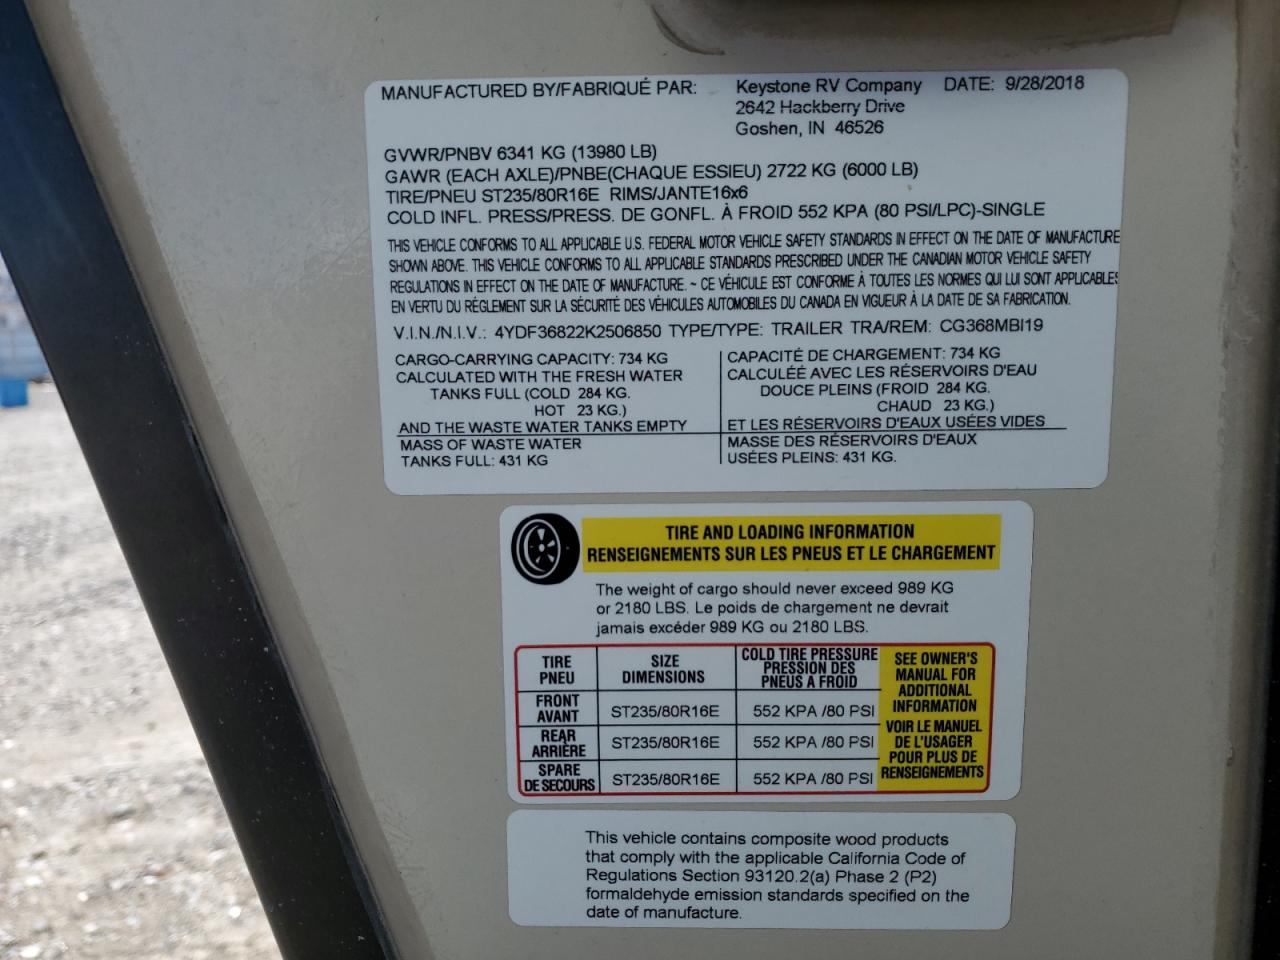 MANUFACTURED BY/FABRIQUÉ PAR: Keystone RV Company DATE: 9/28/2018
2642 Hackberry Drive
Goshen, IN 46526
GVWR/PNBV 6341 KG (13980 LB)
GAWR (EACH AXLE)/PNBE(CHAQUE ESSIEU) 2722 KG (6000 LB)
TIRE/PNEU ST235/80R16E RIMS/JANTE16x6
COLD INFL. PRESS/PRESS. DE GONFL. À FROID 552 KPA (80 PSI/LPC)-SINGLE
THIS VEHICLE CONFORMS TO ALL APPLICABLE U.S. FEDERAL MOTOR VEHICLE SAFETY STANDARDS IN EFFECT ON THE DATE OF MANUFACTURE
SHOWN ABOVE. THIS VEHICLE CONFORMS TO ALL APPLICABLE STANDARDS PRESCRIBED UNDER THE CANADIAN MOTOR VEHICLE SAFETY
REGULATIONS IN EFFECT ON THE DATE OF MANUFACTURE. ~ CE VÉHICULE EST CONFORME À TOUTES LES NORMES QUI LUI SONT APPLICABLES
EN VERTU DU RÉGLEMENT SUR LA SÉCURITÉ DES VÉHICULES AUTOMOBILES DU CANADA EN VIGUEUR À LA DATE DE SA FABRICATION.
V.I.N./N.I.V.: 4YDF36822K2506850 TYPE/TYPE: TRAILER TRA/REM: CG368MBI19
CARGO-CARRYING CAPACITY: 734 KG
CALCULATED WITH THE FRESH WATER
TANKS FULL (COLD 284 KG.
HOT 23 KG.)
AND THE WASTE WATER TANKS EMPTY
MASS OF WASTE WATER
TANKS FULL: 431 KG
CAPACITÉ DE CHARGEMENT: 734 KG
CALCULÉE AVEC LES RÉSERVOIRS D'EAU
DOUCE PLEINS (FROID 284 KG.
CHAUD 23 KG.)
ET LES RÉSERVOIRS D'EAUX USÉES VIDES
MASSE DES RÉSERVOIRS D'EAUX
USÉES PLEINS: 431 KG.
TIRE AND LOADING INFORMATION
RENSEIGNEMENTS SUR LES PNEUS ET LE CHARGEMENT
The weight of cargo should never exceed 989 KG
or 2180 LBS. Le poids de chargement ne devrait
jamais excéder 989 KG ou 2180 LBS.
TIRE
PNEU
SIZE
DIMENSIONS
COLD TIRE PRESSURE
PRESSION DES
PNEUS A FROID
FRONT
AVANT
ST235/80R16E 552 KPA /80 PSI
REAR
ARRIÈRE
ST235/80R16E 552 KPA /80 PSI
SPARE
DE SECOURS
ST235/80R16E 552 KPA /80 PSI
SEE OWNER'S
MANUAL FOR
ADDITIONAL
INFORMATION
VOIR LE MANUEL
DE L'USAGER
POUR PLUS DE
RENSEIGNEMENTS
This vehicle contains composite wood products
that comply with the applicable California Code of
Regulations Section 93120.2(a) Phase 2 (P2)
formaldehyde emission standards specified on the
date of manufacture.